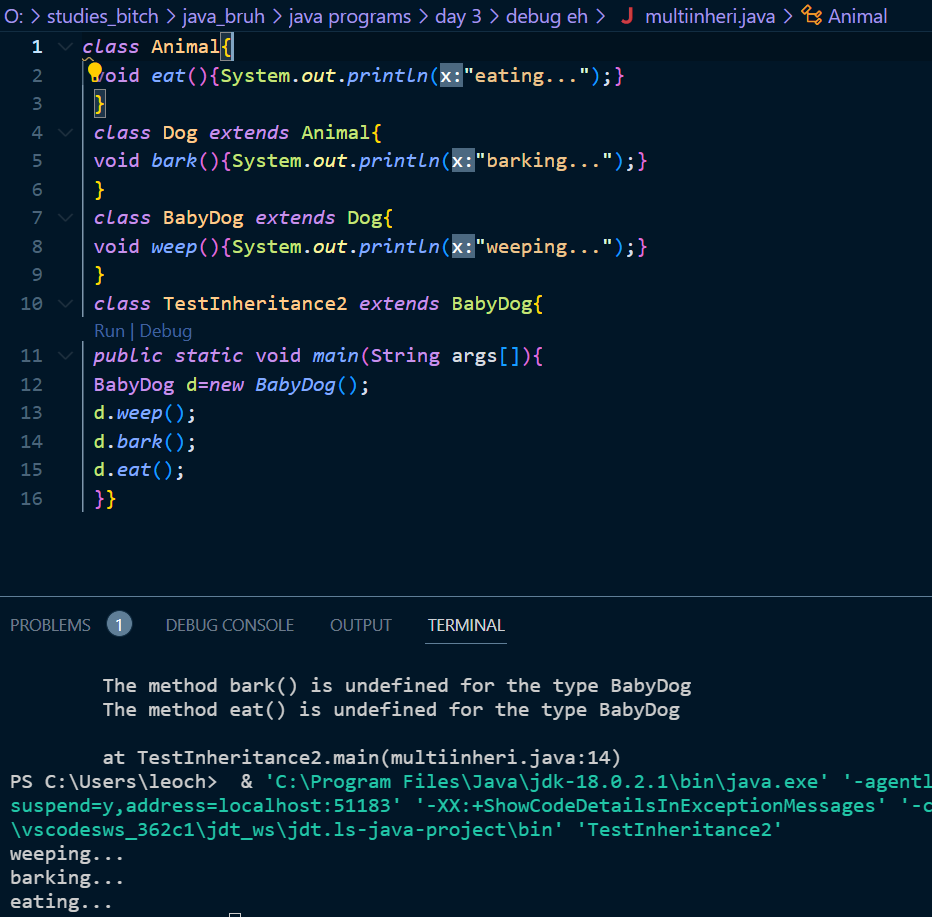 O: > studies_bitch > java_bruh > java programs > day 3 > debug eh > J multiinheri.java > Animal
1 class Animal{
2 void eat(){System.out.println(x:"eating...");}
3 }
4 class Dog extends Animal{
5 void bark(){System.out.println(x:"barking...");}
6 }
7 class BabyDog extends Dog{
8 void weep(){System.out.println(x:"weeping...");}
9 }
10 class TestInheritance2 extends BabyDog{
Run | Debug
11 public static void main(String args[]){
12 BabyDog d=new BabyDog();
13 d.weep();
14 d.bark();
15 d.eat();
16 }}
PROBLEMS 1 DEBUG CONSOLE OUTPUT TERMINAL
The method bark() is undefined for the type BabyDog
The method eat() is undefined for the type BabyDog
at TestInheritance2.main(multiinheri.java:14)
PS C:\Users\leoch>  & 'C:\Program Files\Java\jdk-18.0.2.1\bin\java.exe' '-agentl
suspend=y,address=localhost:51183' '-XX:+ShowCodeDetailsInExceptionMessages' '-c
\vscodesws_362c1\jdt_ws\jdt.ls-java-project\bin' 'TestInheritance2'
weeping...
barking...
eating...